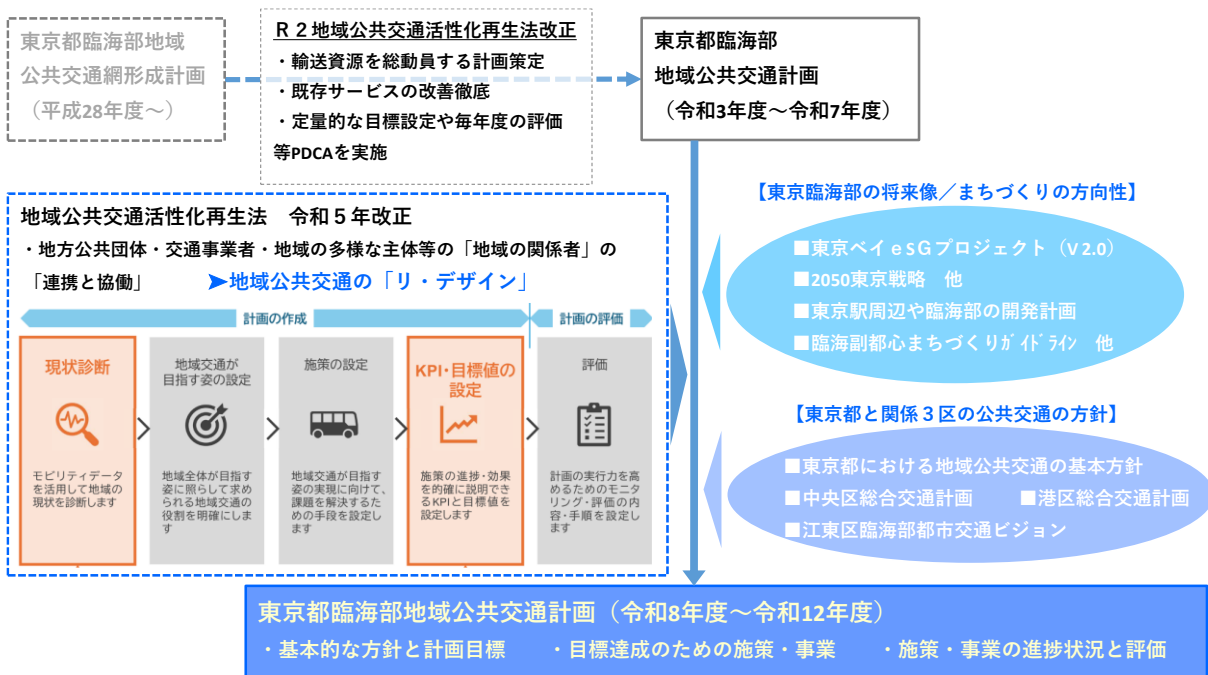 東京都臨海部地域
公共交通網形成計画
（平成28年度～）
R２地域公共交通活性化再生法改正
・輸送資源を総動員する計画策定
・既存サービスの改善徹底
・定量的な目標設定や毎年度の評価
等PDCAを実施
東京都臨海部
地域公共交通計画
（令和3年度～令和7年度）
地域公共交通活性化再生法　令和５年改正
・地方公共団体・交通事業者・地域の多様な主体等の「地域の関係者」の
「連携と協働」　➤地域公共交通の「リ・デザイン」
計画の作成
計画の評価
現状診断
モビリティデータ
を活用して地域の
現状を診断します
地域交通が
目指す姿の設定
地域全体が目指す
姿に照らして求め
られる地域交通の
役割を明確にしま
す
施策の設定
地域交通が目指す
姿の実現に向けて、
課題を解決するた
めの手段を設定し
ます
KPI・目標値の
設定
施策の進捗・効果
を的確に説明でき
るKPIと目標値を
設定します
評価
計画の実行力を高
めるためのモニタ
リング・評価の内
容・手順を設定し
ます
【東京臨海部の将来像／まちづくりの方向性】
■東京ベイｅSGプロジェクト（V 2.0）
■2050東京戦略　他
■東京駅周辺や臨海部の開発計画
■臨海副都心まちづくりｶﾞｲﾄﾞﾗｲﾝ　他
【東京都と関係３区の公共交通の方針】
■東京都における地域公共交通の基本方針
■中央区総合交通計画　■港区総合交通計画
■江東区臨海部都市交通ビジョン
東京都臨海部地域公共交通計画（令和8年度～令和12年度）
・基本的な方針と計画目標　・目標達成のための施策・事業　・施策・事業の進捗状況と評価